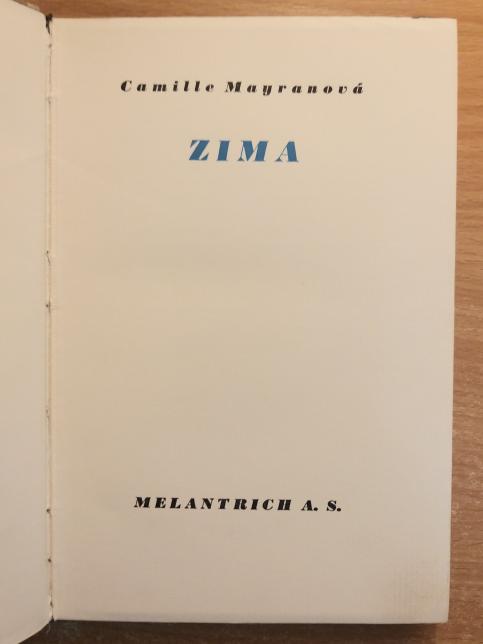 Camille Mayranová
ZIMA
MELANTRICH A. S.